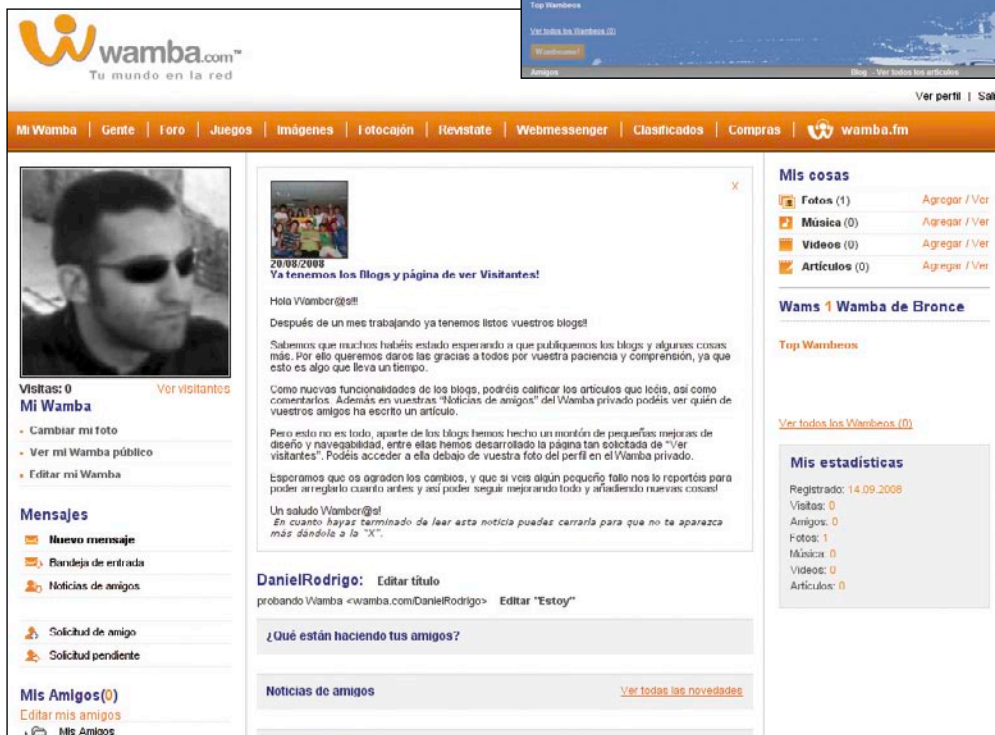 Top Wambeos
Ver todos los Wambeos (0)
Wambeame!
Amigos
Blog - Ver todos los artículos
wamba.com™
Tu mundo en la red
Ver perfil | Sali
Mi Wamba | Gente | Foro | Juegos | Imágenes | Fotocajón | Revistate | Webmessenger | Clasificados | Compras | wamba.fm
Visitas: 0 Ver visitantes
Mi Wamba
Cambiar mi foto
Ver mi Wamba público
Editar mi Wamba
Mensajes
Nuevo mensaje
Bandeja de entrada
Noticias de amigos
Solicitud de amigo
Solicitud pendiente
Mis Amigos(0)
Editar mis amigos
Mis Amigos
X
20/08/2008
Ya tenemos los Blogs y página de ver Visitantes!
Hola Wamber@s!!!
Después de un mes trabajando ya tenemos listos vuestros blogs!!
Sabemos que muchos habéis estado esperando a que publiquemos los blogs y algunas cosas
más. Por ello queremos daros las gracias a todos por vuestra paciencia y comprensión, ya que
esto es algo que lleva un tiempo.
Como nuevas funcionalidades de los blogs, podréis calificar los artículos que leéis, así como
comentarlos. Además en vuestras "Noticias de amigos" del Wamba privado podéis ver quién de
vuestros amigos ha escrito un artículo.
Pero esto no es todo, aparte de los blogs hemos hecho un montón de pequeñas mejoras de
diseño y navegabilidad, entre ellas hemos desarrollado la página tan solicitada de "Ver
visitantes". Podéis acceder a ella debajo de vuestra foto del perfil en el Wamba privado.
Esperamos que os agraden los cambios, y que si veis algún pequeño fallo nos lo reportéis para
poder arreglarlo cuanto antes y así poder seguir mejorando todo y añadiendo nuevas cosas!
Un saludo Wamber@s!
En cuanto hayas terminado de leer esta noticia puedes cerrarla para que no te aparezca
más dándole a la "X".
DanielRodrigo: Editar título
probando Wamba <wamba.com/DanielRodrigo> Editar "Estoy"
¿Qué están haciendo tus amigos?
Noticias de amigos Ver todas las novedades
Mis cosas
Fotos (1) Agregar / Ver
Música (0) Agregar / Ver
Videos (0) Agregar / Ver
Artículos (0) Agregar / Ver
Wams 1 Wamba de Bronce
Top Wambeos
Ver todos los Wambeos (0)
Mis estadísticas
Registrado: 14.09.2008
Visitas: 0
Amigos: 0
Fotos: 1
Música: 0
Videos: 0
Artículos: 0